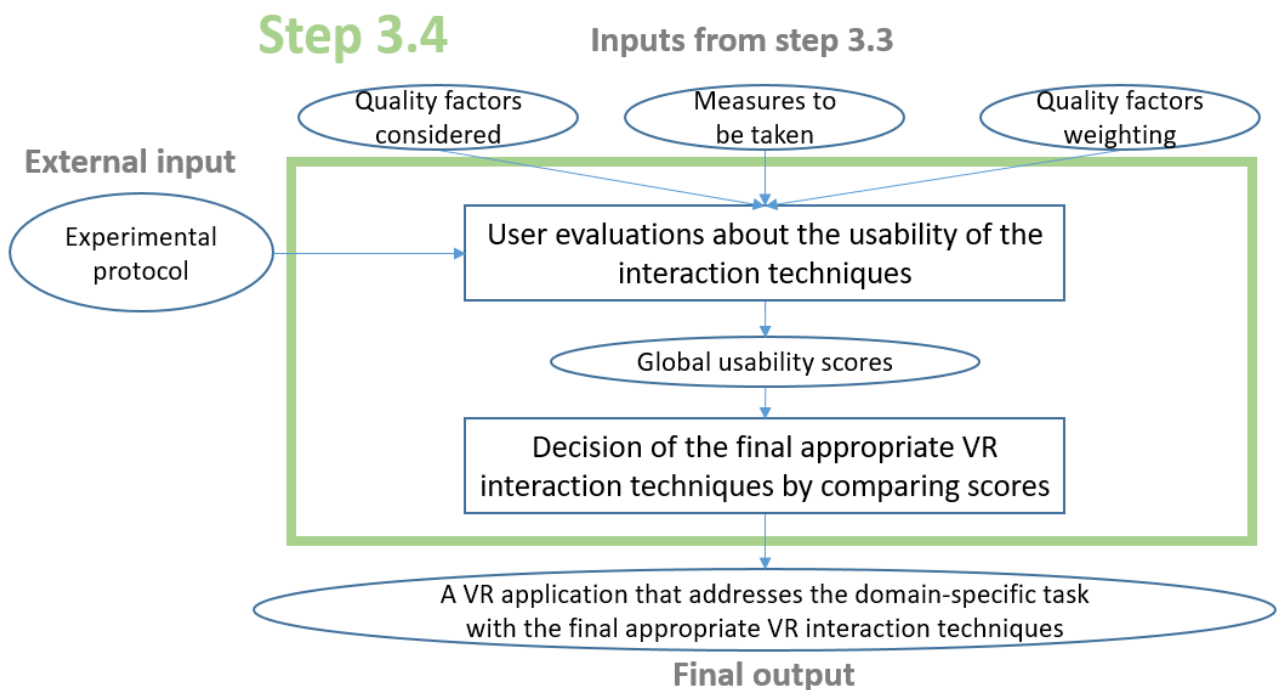 Step 3.4
Inputs from step 3.3
Quality factors
considered
Measures to
be taken
Quality factors
weighting
External input
Experimental
protocol
User evaluations about the usability of the
interaction techniques
Global usability scores
Decision of the final appropriate VR
interaction techniques by comparing scores
A VR application that addresses the domain-specific task
with the final appropriate VR interaction techniques
Final output